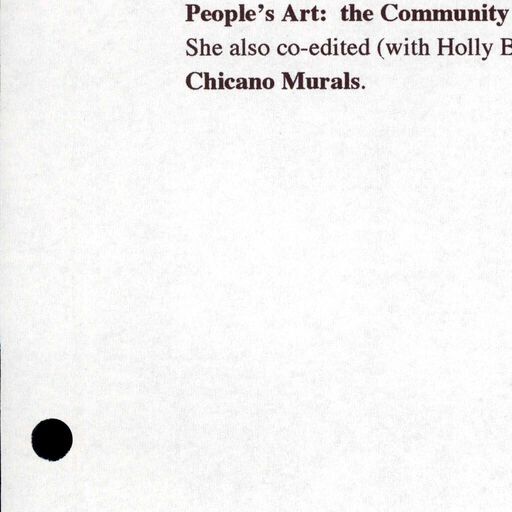 People's Art:  the Community
She also co-edited (with Holly
Chicano Murals.